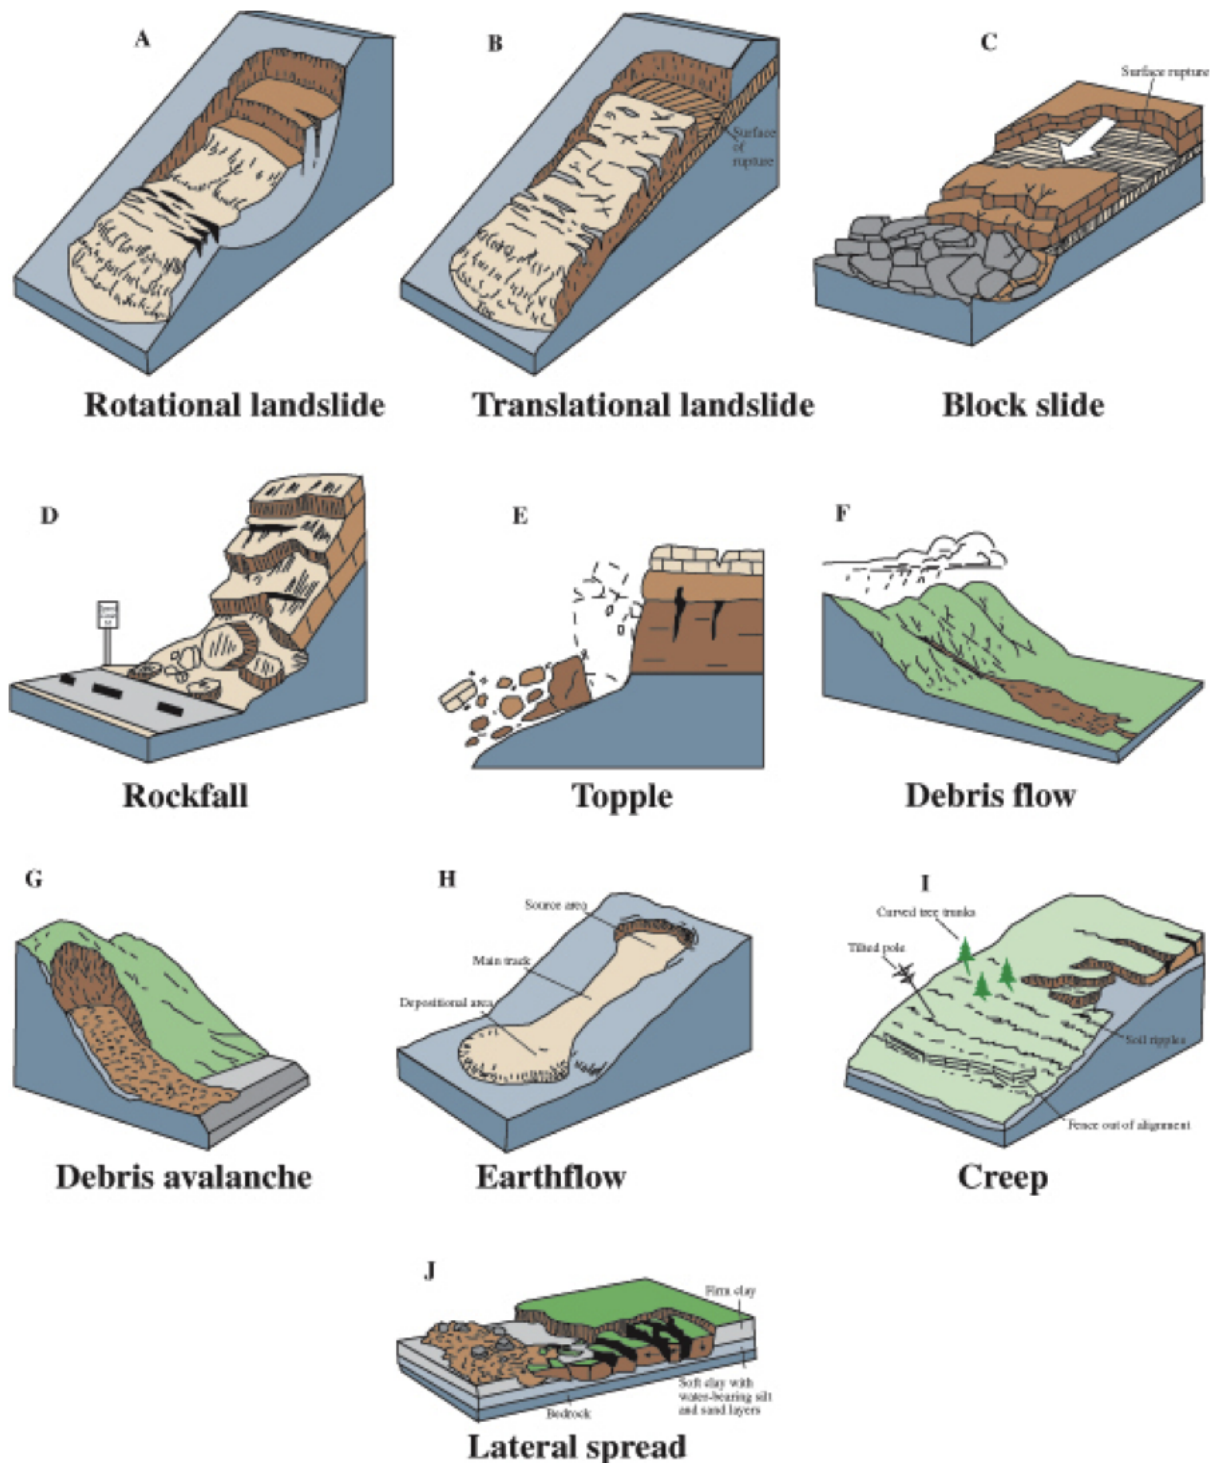 A
B
C
Surface rupture
Surface
of
rupture
Toe
Rotational landslide
Translational landslide
Block slide
D
E
F
Rockfall
Topple
Debris flow
G
H
I
Source area
Main track
Depositional area
Curved tree trunks
Tilted pole
Soil ripples
Fence out of alignment
Debris avalanche
Earthflow
Creep
J
Firm clay
Soft clay with
water-bearing silt
and sand layers
Bedrock
Lateral spread